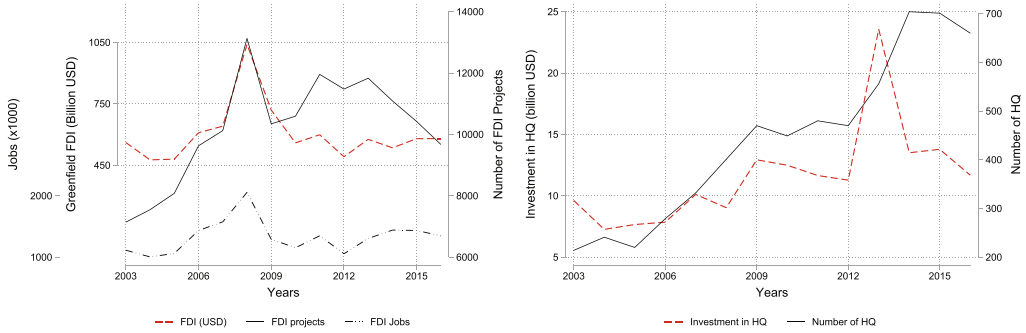 Jobs (x1000)
2000
1000
Greenfield FDI (Billion USD)
1050
750
450
14000
12000
10000
8000
6000
Number of FDI Projects
2003
2006
2009
2012
2015
Years
FDI (USD)
FDI projects
FDI Jobs
Investment in HQ (billion USD)
25
20
15
10
5
700
600
500
400
300
200
Number of HQ
2003
2006
2009
2012
2015
Years
Investment in HQ
Number of HQ